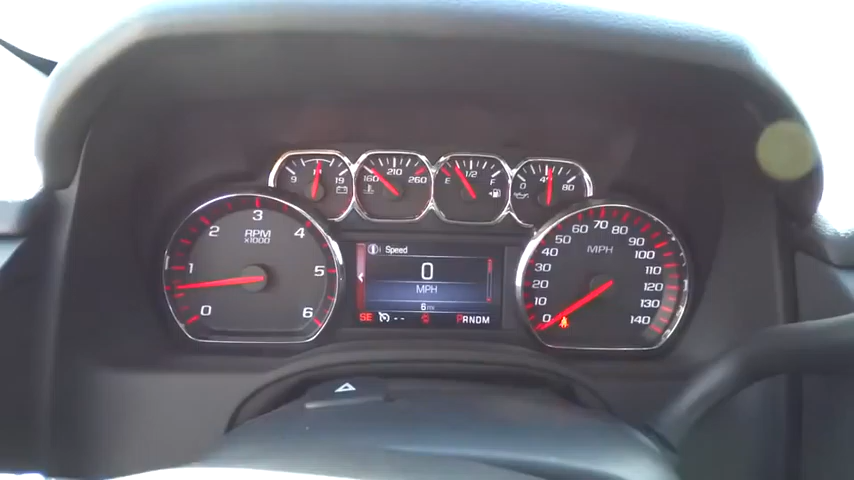 9 19
160 210 260
E 1/2 F
0 80
0 1 2 3 4 5 6
RPM
x1000
i Speed
0
MPH
6 mi
SE --
PRNDM
MPH
0 10 20 30 40 50 60 70 80 90 100 110 120 130 140